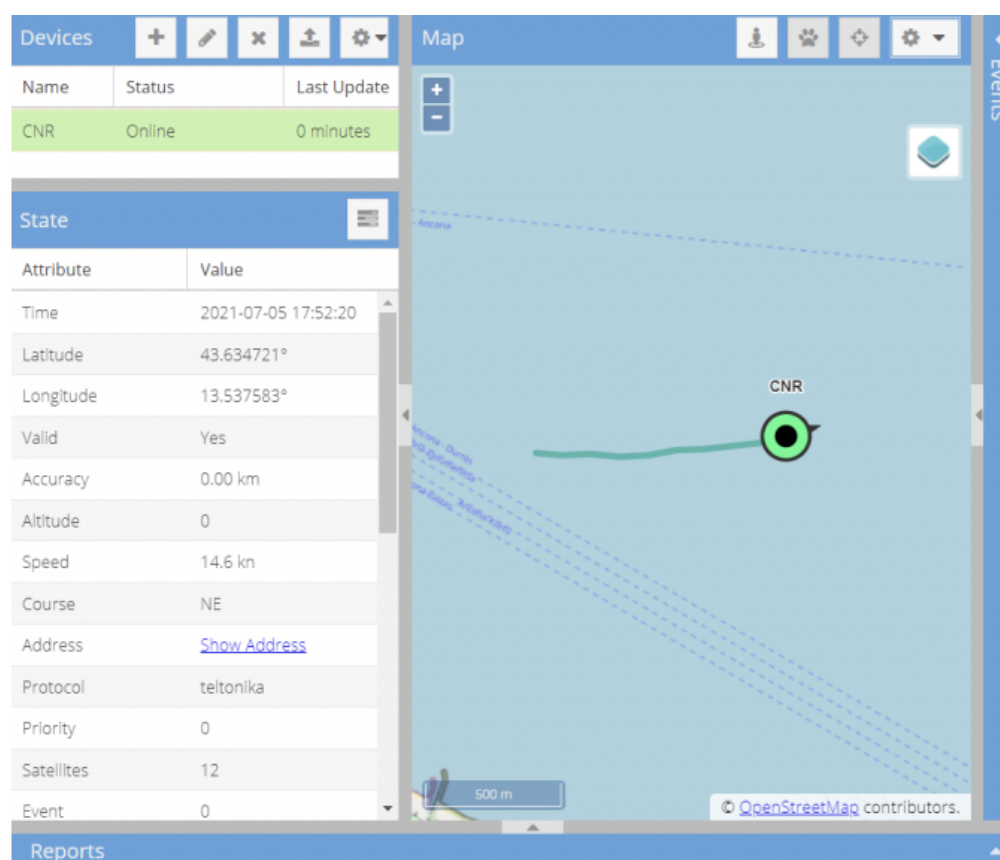 Devices
Name Status Last Update
CNR Online 0 minutes
State
Attribute Value
Time 2021-07-05 17:52:20
Latitude 43.634721°
Longitude 13.537583°
Valid Yes
Accuracy 0.00 km
Altitude 0
Speed 14.6 kn
Course NE
Address Show Address
Protocol teltonika
Priority 0
Satellites 12
Event 0
Map
+
−
- Ancona
CNR
Ancona - Durrës
500 m
© OpenStreetMap contributors.
Events
Reports